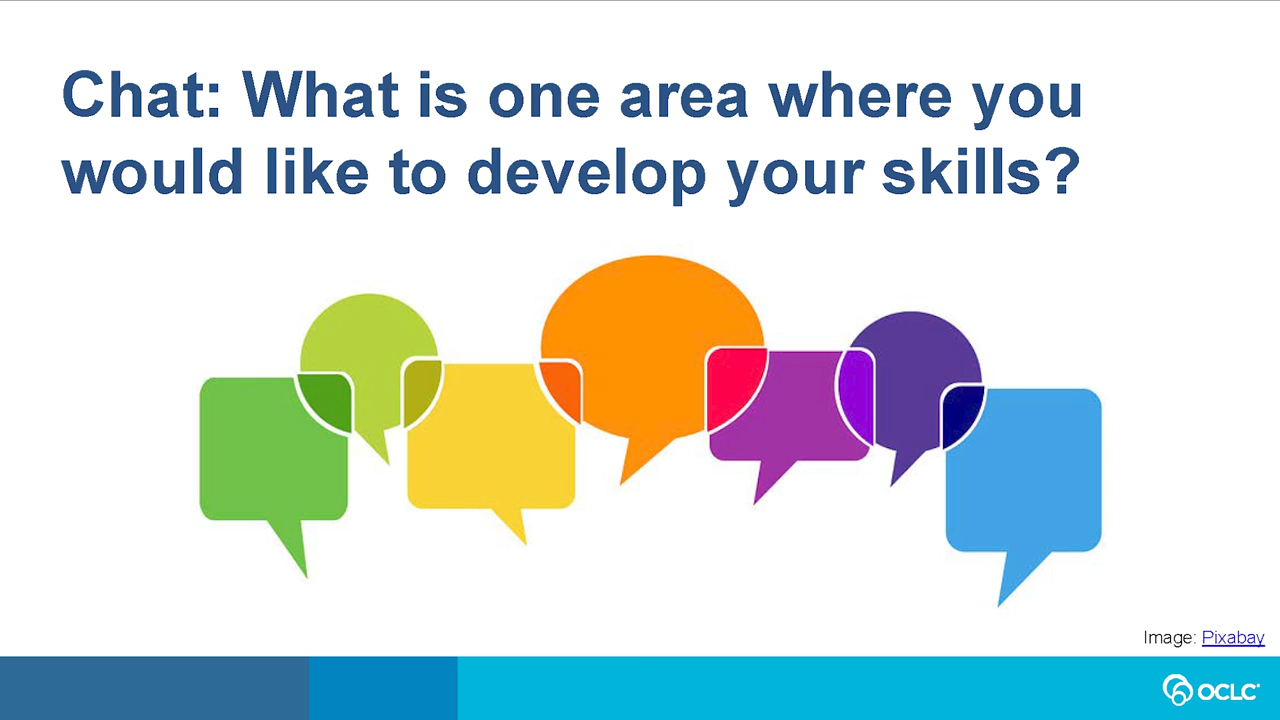 Chat: What is one area where you
would like to develop your skills?
Image: Pixabay
OCLC®